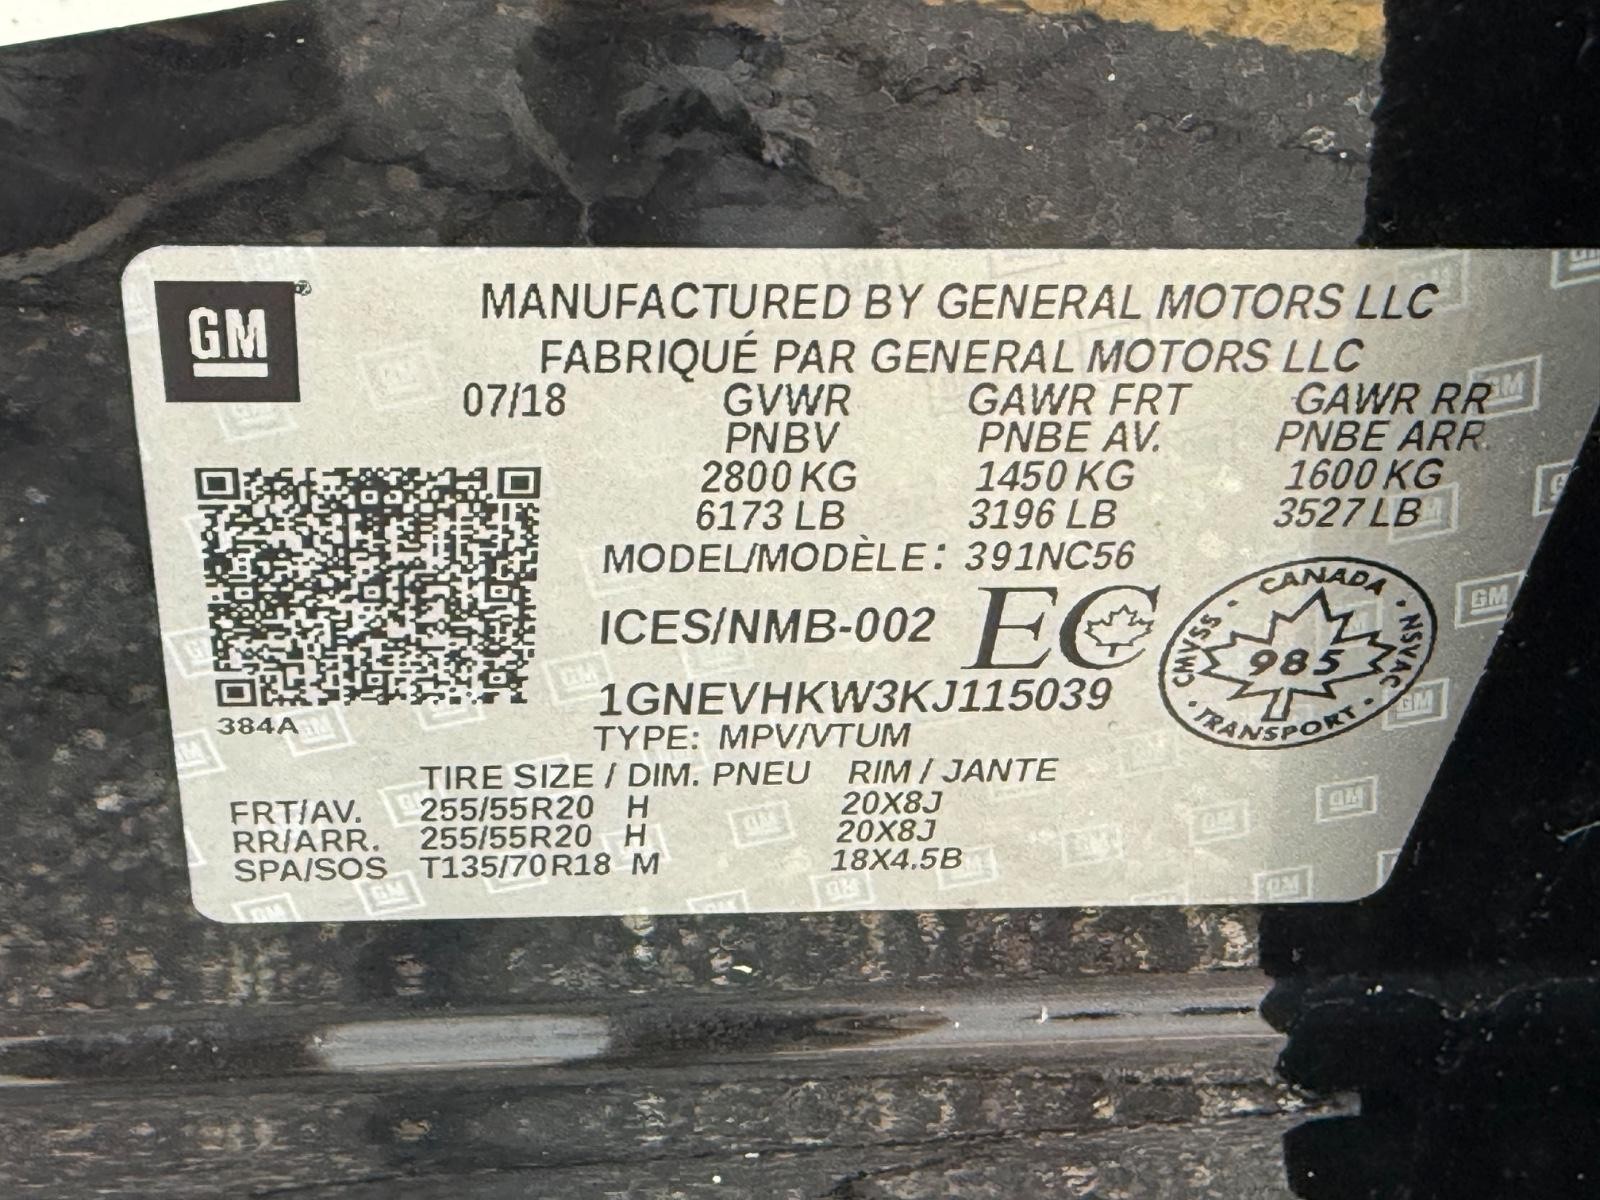 GM
MANUFACTURED BY GENERAL MOTORS LLC
FABRIQUÉ PAR GENERAL MOTORS LLC
07/18 GVWR GAWR FRT GAWR RR
PNBV PNBE AV. PNBE ARR.
2800 KG 1450 KG 1600 KG
6173 LB 3196 LB 3527 LB
MODEL/MODÈLE: 391NC56
ICES/NMB-002 EC
CANADA · NSVAC · TRANSPORT · CMVSS ·
985
1GNEVHKW3KJ115039
384A
TYPE: MPV/VTUM
TIRE SIZE / DIM. PNEU RIM / JANTE
FRT/AV. 255/55R20 H 20X8J
RR/ARR. 255/55R20 H 20X8J
SPA/SOS T135/70R18 M 18X4.5B